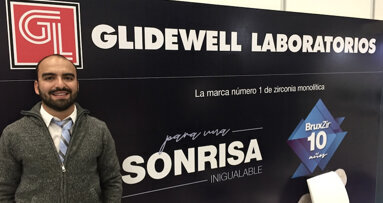 GL
GLIDEWELL LABORATORIOS
La marca número 1 de zirconia monolítica
para una
SONRISA
INIGUALABLE
BruxZir
10
años